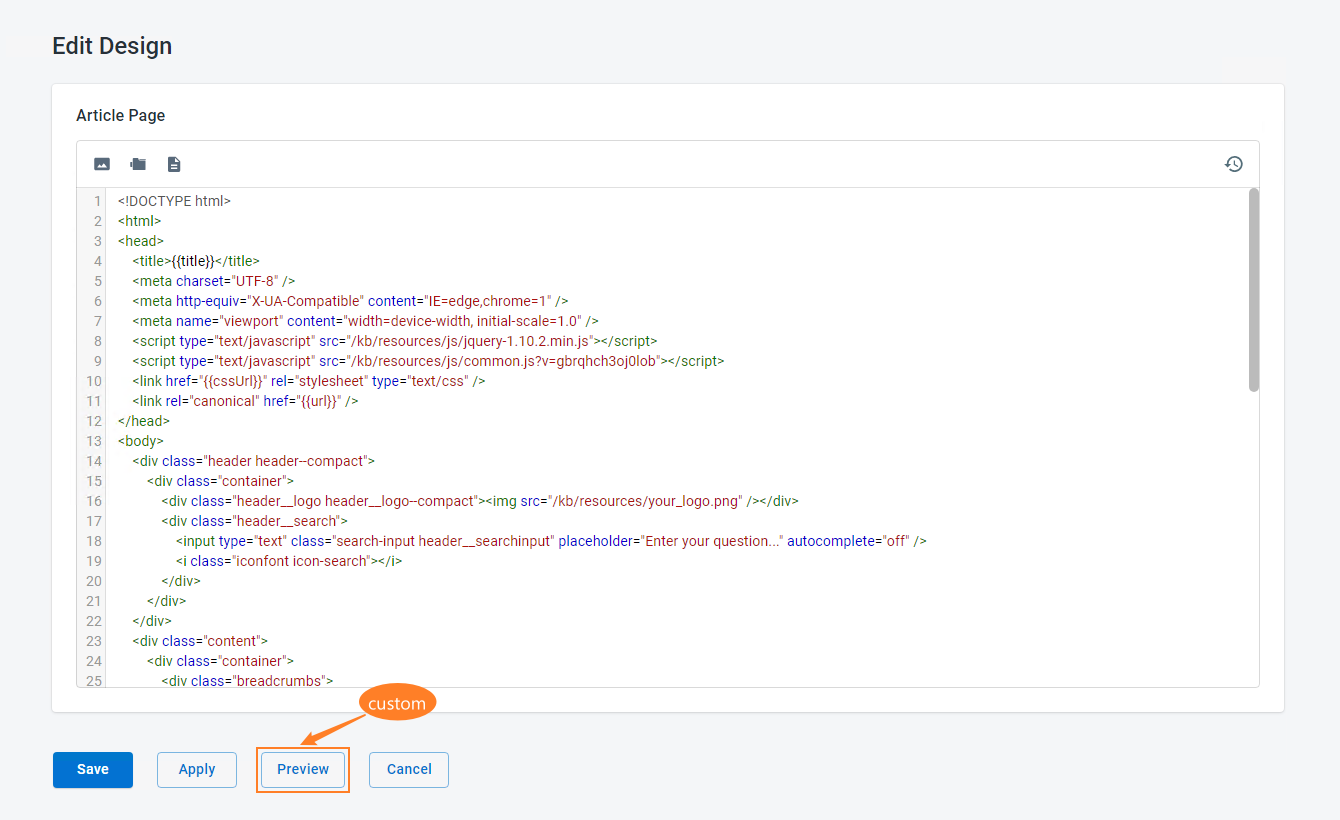 Edit Design
Article Page
1 <!DOCTYPE html>
2 <html>
3 <head>
4 <title>{{title}}</title>
5 <meta charset="UTF-8" />
6 <meta http-equiv="X-UA-Compatible" content="IE=edge,chrome=1" />
7 <meta name="viewport" content="width=device-width, initial-scale=1.0" />
8 <script type="text/javascript" src="/kb/resources/js/jquery-1.10.2.min.js"></script>
9 <script type="text/javascript" src="/kb/resources/js/common.js?v=gbrqhch3oj0lob"></script>
10 <link href="{{cssUrl}}" rel="stylesheet" type="text/css" />
11 <link rel="canonical" href="{{url}}" />
12 </head>
13 <body>
14 <div class="header header--compact">
15 <div class="container">
16 <div class="header__logo header__logo--compact"><img src="/kb/resources/your_logo.png" /></div>
17 <div class="header__search">
18 <input type="text" class="search-input header__searchinput" placeholder="Enter your question..." autocomplete="off" />
19 <i class="iconfont icon-search"></i>
20 </div>
21 </div>
22 </div>
23 <div class="content">
24 <div class="container">
25 <div class="breadcrumbs">
custom
Save Apply Preview Cancel